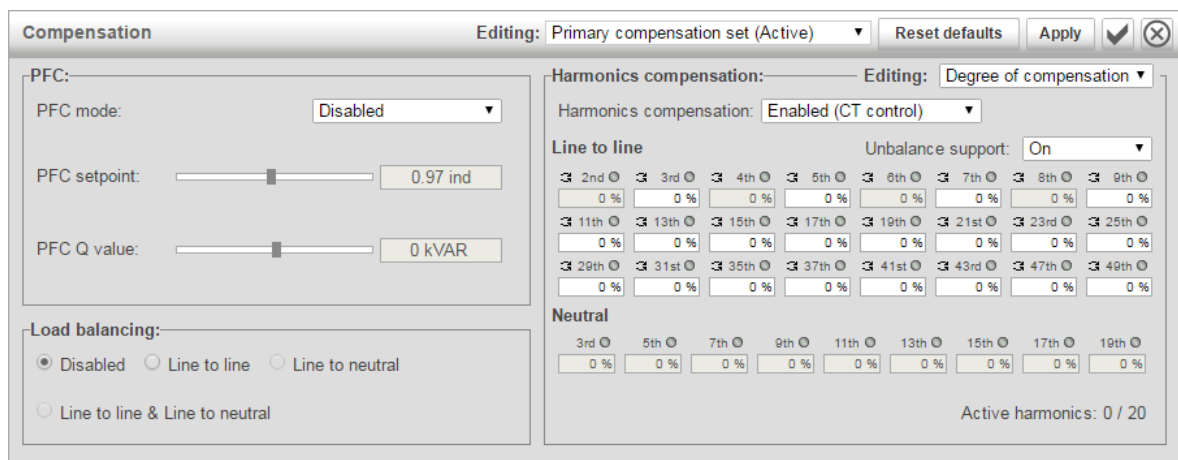 Compensation Editing: Primary compensation set (Active) Reset defaults Apply
PFC:
PFC mode: Disabled
PFC setpoint: 0.97 ind
PFC Q value: 0 kVAR
Load balancing:
Disabled Line to line Line to neutral
Line to line & Line to neutral
Harmonics compensation: Editing: Degree of compensation
Harmonics compensation: Enabled (CT control)
Line to line Unbalance support: On
2nd 3rd 4th 5th 6th 7th 8th 9th
0 % 0 % 0 % 0 % 0 % 0 % 0 % 0 %
11th 13th 15th 17th 19th 21st 23rd 25th
0 % 0 % 0 % 0 % 0 % 0 % 0 % 0 %
29th 31st 35th 37th 41st 43rd 47th 49th
0 % 0 % 0 % 0 % 0 % 0 % 0 % 0 %
Neutral
3rd 5th 7th 9th 11th 13th 15th 17th 19th
0 % 0 % 0 % 0 % 0 % 0 % 0 % 0 % 0 %
Active harmonics: 0 / 20